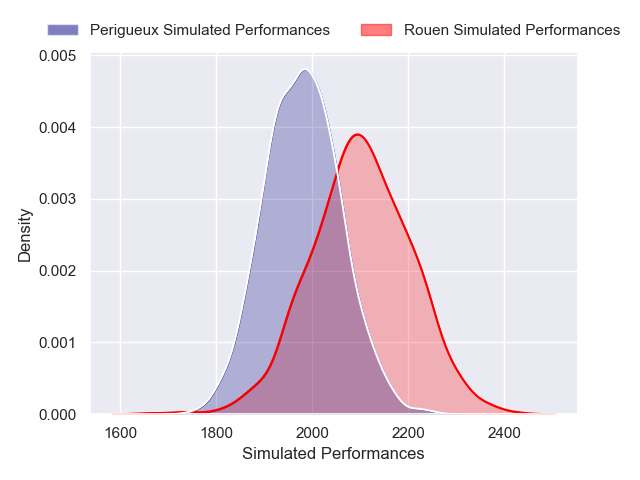 Perigueux Simulated Performances Rouen Simulated Performances
0.005
0.004
0.003
0.002
0.001
0.000
Density
1600 1800 2000 2200 2400
Simulated Performances